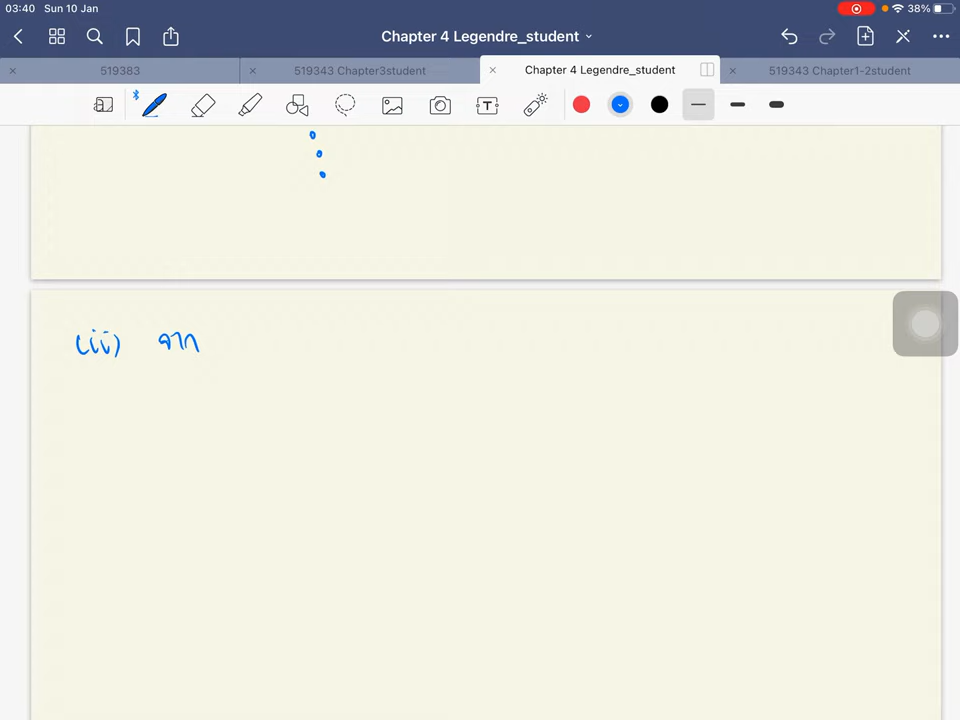 03:40 Sun 10 Jan 38%
Chapter 4 Legendre_student
519383 519343 Chapter3student Chapter 4 Legendre_student 519343 Chapter1-2student
(ii) จาก